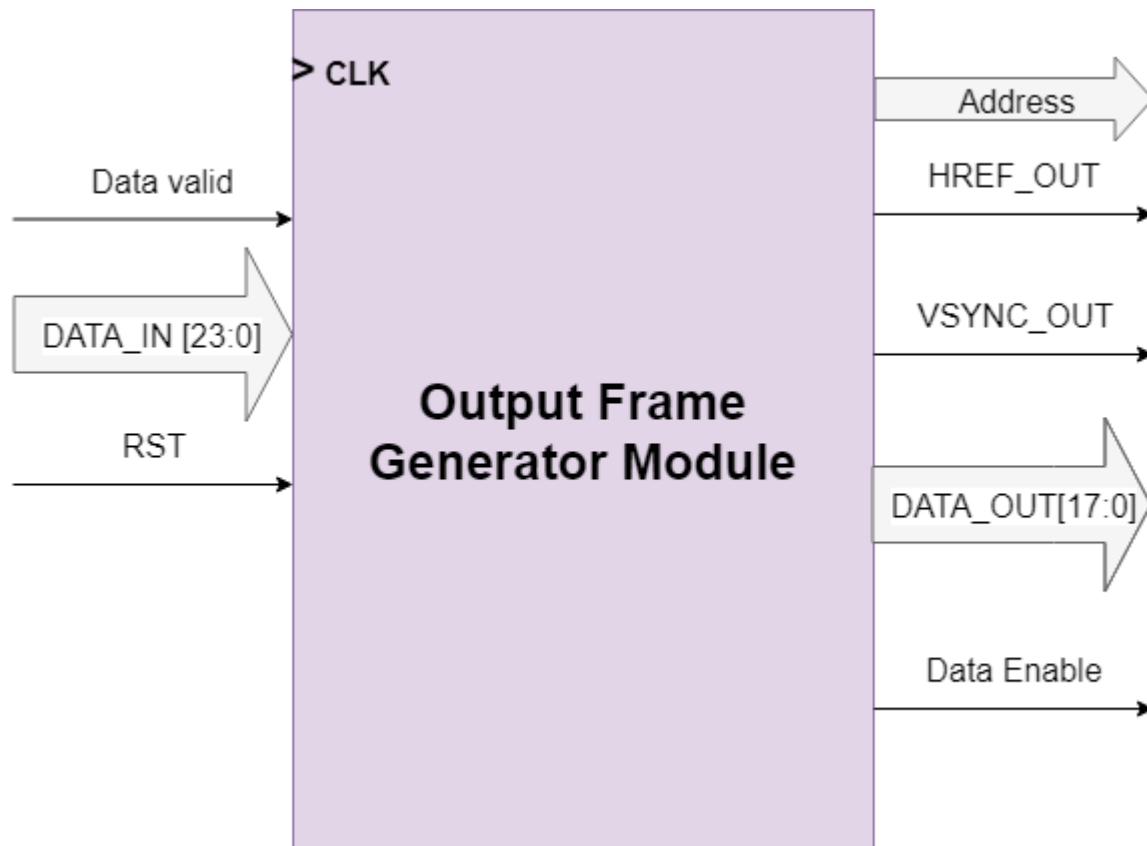 > CLK
Address
Data valid
HREF_OUT
DATA_IN [23:0]
VSYNC_OUT
Output Frame
Generator Module
RST
DATA_OUT[17:0]
Data Enable